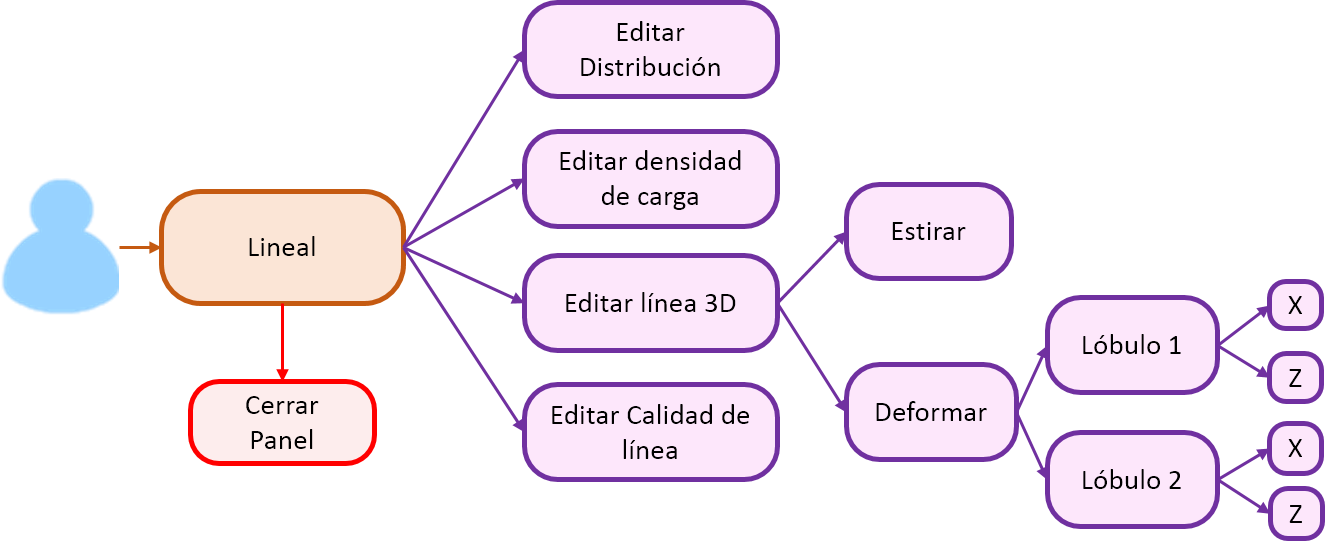 Lineal
Cerrar
Panel
Editar
Distribución
Editar densidad
de carga
Editar línea 3D
Editar Calidad de
línea
Estirar
Deformar
Lóbulo 1
X
Z
Lóbulo 2
X
Z